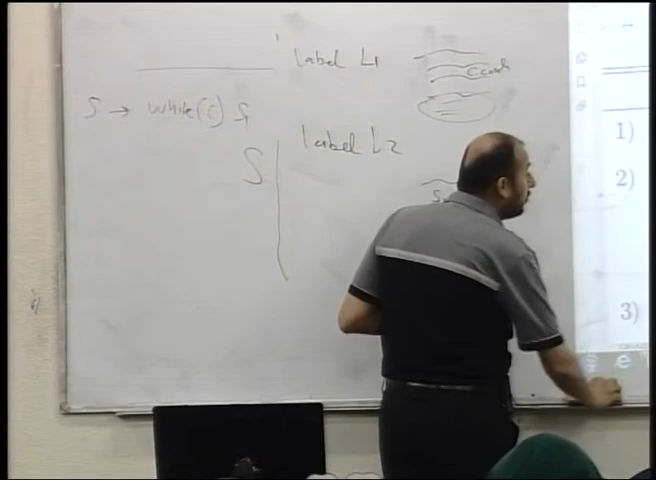 Label L1
C.code
S → while(C) S1
Label L2
S
S
1)
2)
3)